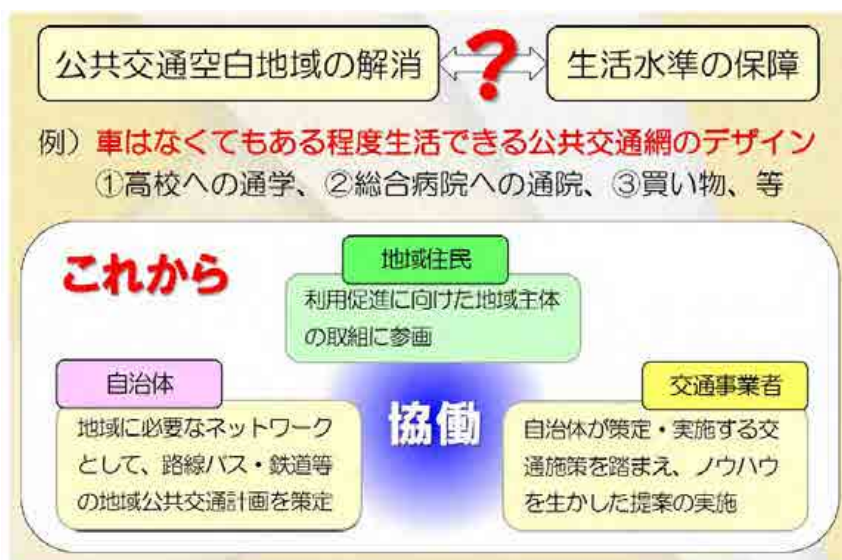 公共交通空白地域の解消 ? 生活水準の保障
例）車はなくてもある程度生活できる公共交通網のデザイン
①高校への通学、②総合病院への通院、③買い物、等
これから
地域住民
利用促進に向けた地域主体
の取組に参画
自治体
地域に必要なネットワーク
として、路線バス・鉄道等
の地域公共交通計画を策定
協働
交通事業者
自治体が策定・実施する交
通施策を踏まえ、ノウハウ
を生かした提案の実施